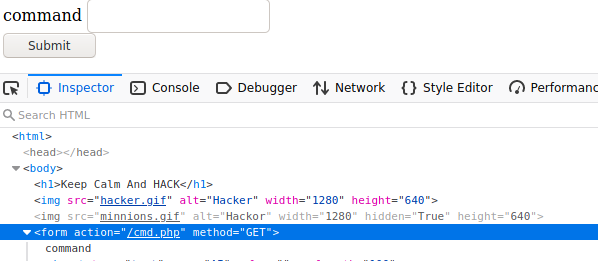 command
Submit
Inspector Console Debugger Network Style Editor Performanc
Search HTML
<html>
<head></head>
<body>
<h1>Keep Calm And HACK</h1>
<img src="hacker.gif" alt="Hacker" width="1280" height="640">
<img src="minnions.gif" alt="Hackor" width="1280" hidden="True" height="640">
<form action="/cmd.php" method="GET">
command